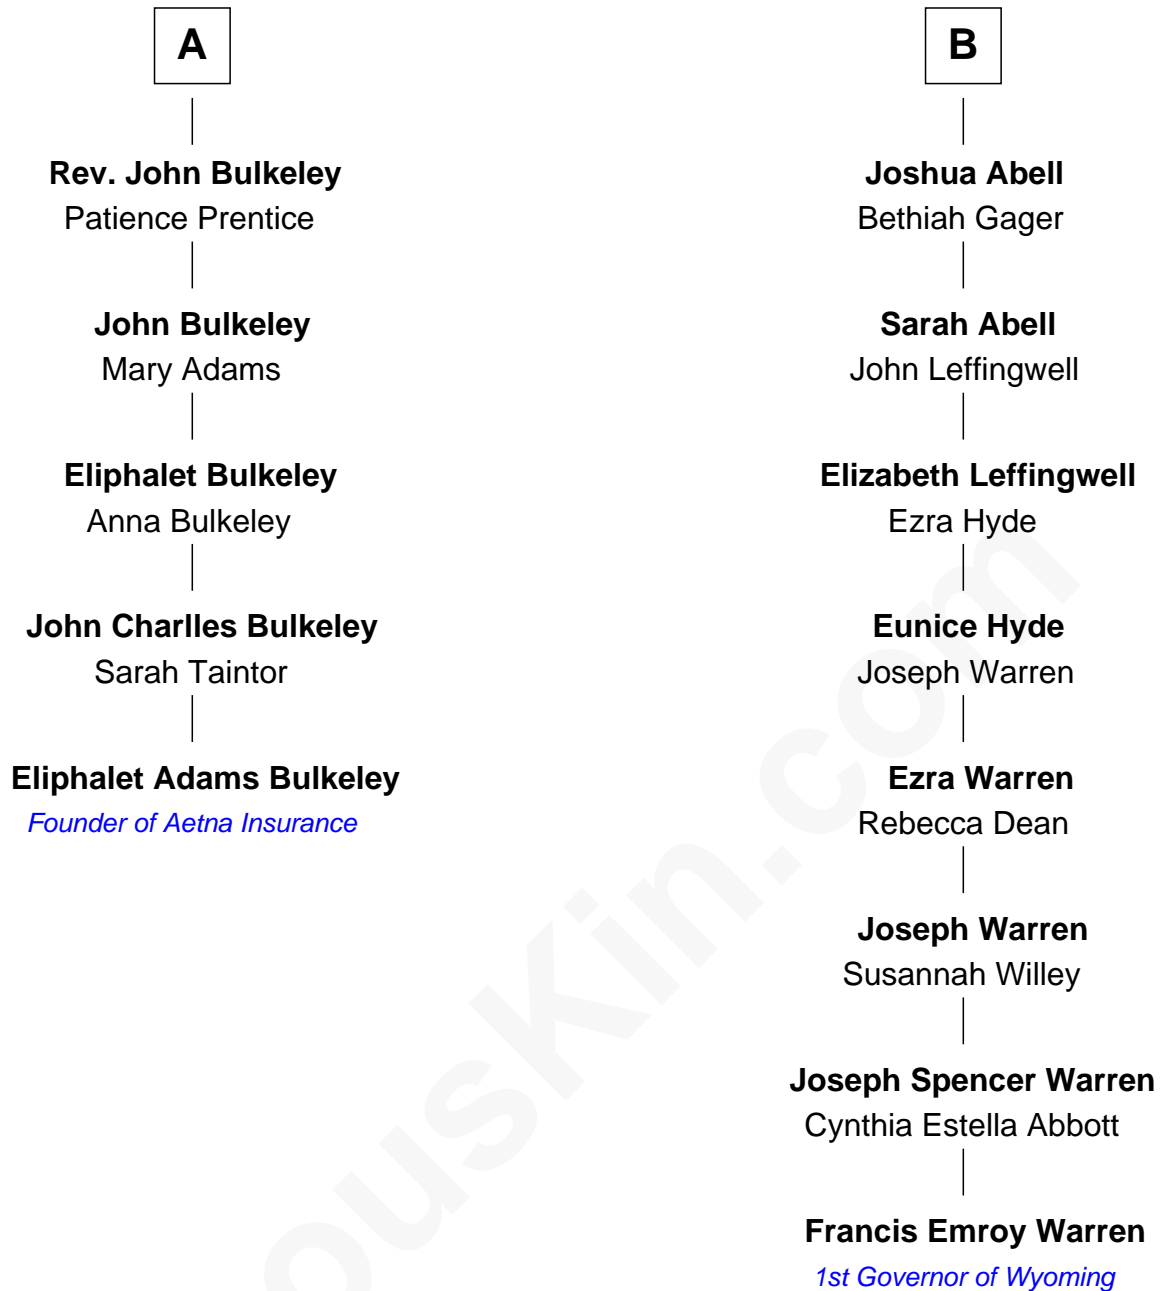 A
Rev. John Bulkeley
Patience Prentice
John Bulkeley
Mary Adams
Eliphalet Bulkeley
Anna Bulkeley
John Charlles Bulkeley
Sarah Taintor
Eliphalet Adams Bulkeley
Founder of Aetna Insurance
B
Joshua Abell
Bethiah Gager
Sarah Abell
John Leffingwell
Elizabeth Leffingwell
Ezra Hyde
Eunice Hyde
Joseph Warren
Ezra Warren
Rebecca Dean
Joseph Warren
Susannah Willey
Joseph Spencer Warren
Cynthia Estella Abbott
Francis Emroy Warren
1st Governor of Wyoming
ousKin.com